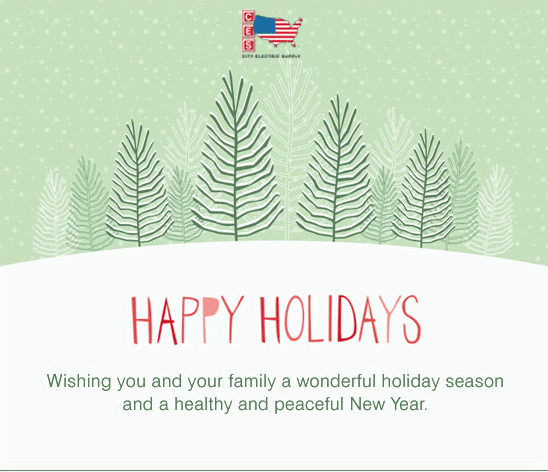 CES
CITY ELECTRIC SUPPLY
HAPPY HOLIDAYS
Wishing you and your family a wonderful holiday season
and a healthy and peaceful New Year.